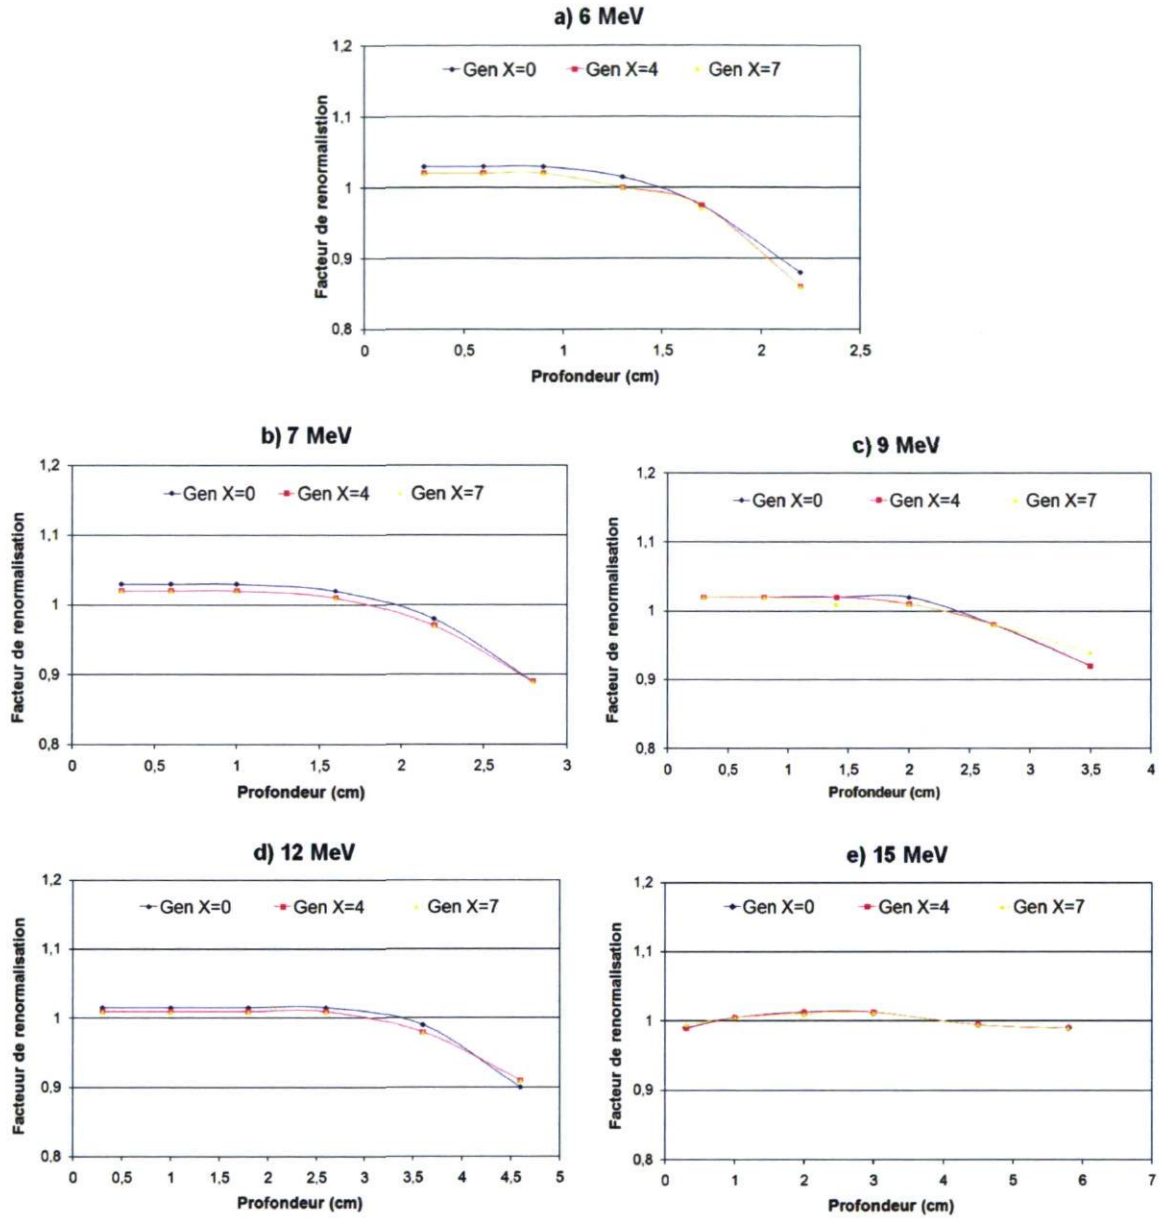 a) 6 MeV
1,2
Gen X=0 Gen X=4 Gen X=7
1,1
1
0,9
0,8
0 0,5 1 1,5 2 2,5
Facteur de renormalistion
Profondeur (cm)
b) 7 MeV
1,2
Gen X=0 Gen X=4 Gen X=7
1,1
1
0,9
0,8
0 0,5 1 1,5 2 2,5 3
Facteur de renormalisation
Profondeur (cm)
c) 9 MeV
1,2
Gen X=0 Gen X=4 Gen X=7
1,1
1
0,9
0,8
0 0,5 1 1,5 2 2,5 3 3,5 4
Facteur de renormalisation
Profondeur (cm)
d) 12 MeV
1,2
Gen X=0 Gen X=4 Gen X=7
1,1
1
0,9
0,8
0 0,5 1 1,5 2 2,5 3 3,5 4 4,5 5
Facteuur de renormalisation
Profondeur (cm)
e) 15 MeV
1,2
Gen X=0 Gen X=4 Gen X=7
1,1
1
0,9
0,8
0 1 2 3 4 5 6 7
Facteur de renormalisation
Profondeur (cm)